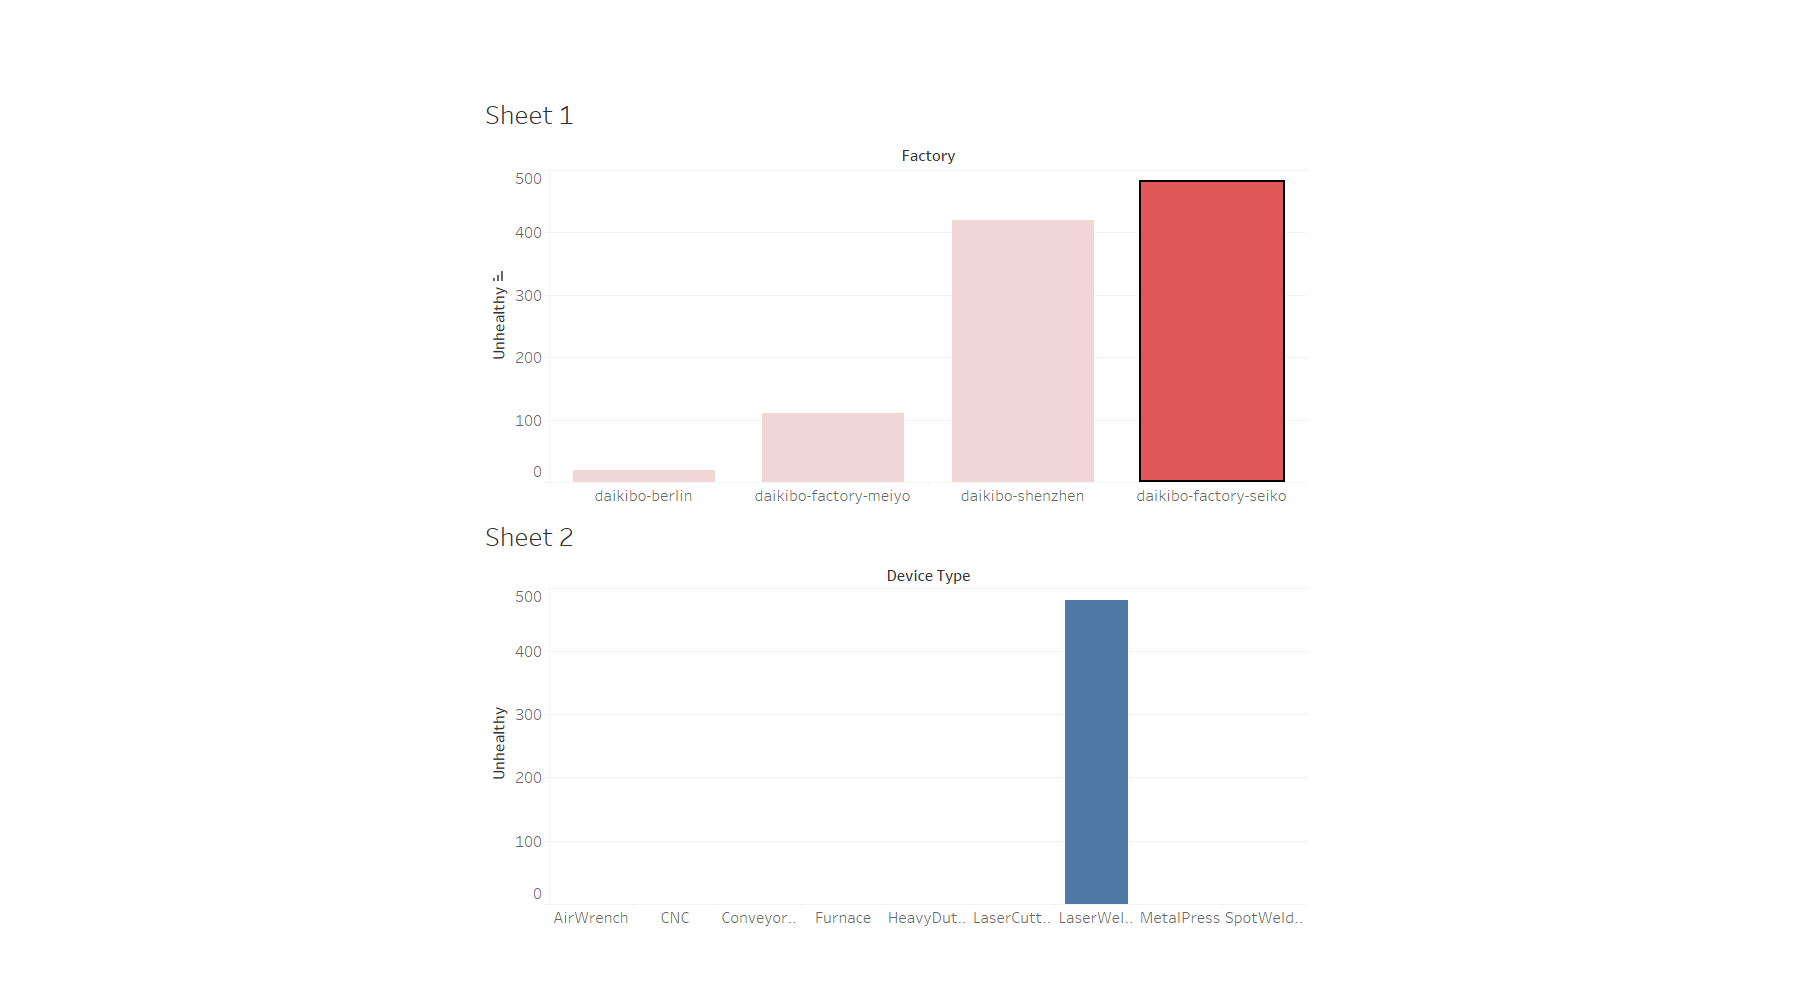 Sheet 1
Factory
500
400
300
200
100
0
Unhealthy
daikibo-berlin daikibo-factory-meiyo daikibo-shenzhen daikibo-factory-seiko
Sheet 2
Device Type
500
400
300
200
100
0
Unhealthy
AirWrench CNC Conveyor.. Furnace HeavyDut.. LaserCutt.. LaserWel.. MetalPress SpotWeld..